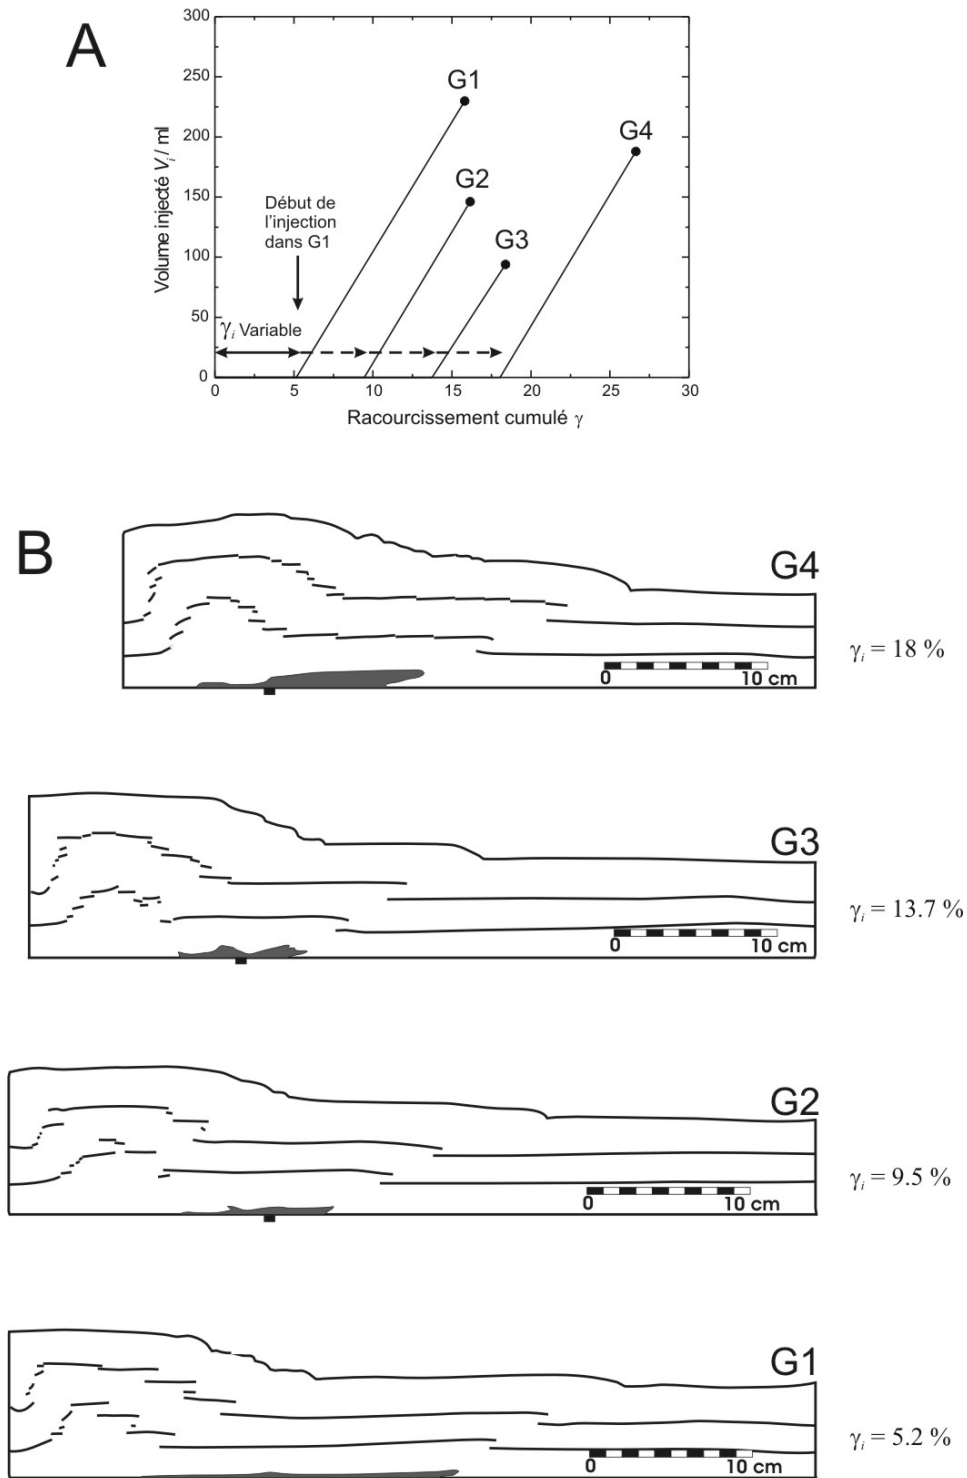 A
300
250
200
150
100
50
0
Volume injecté Vi / ml
G1
G2
G3
G4
Début de
l'injection
dans G1
γi Variable
0 5 10 15 20 25 30
Racourcissement cumulé γ
B
G4
γi = 18 %
0 10 cm
G3
γi = 13.7 %
0 10 cm
G2
γi = 9.5 %
0 10 cm
G1
γi = 5.2 %
0 10 cm